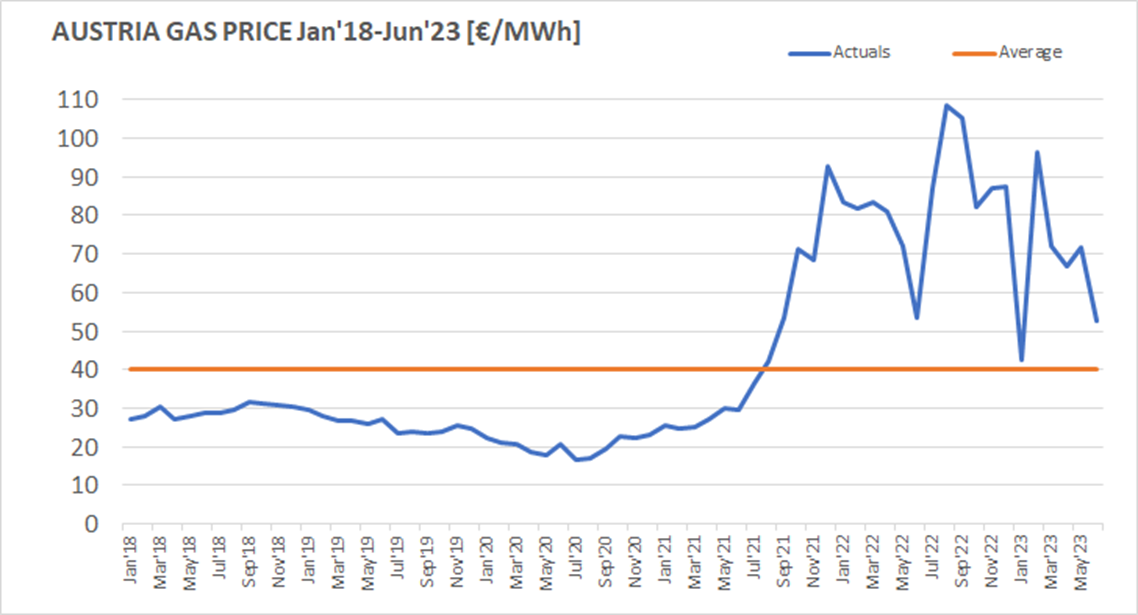 AUSTRIA GAS PRICE Jan'18-Jun'23 [€/MWh]
Actuals
Average
110
100
90
80
70
60
50
40
30
20
10
0
Jan'18
Mar'18
May'18
Jul'18
Sep'18
Nov'18
Jan'19
Mar'19
May'19
Jul'19
Sep'19
Nov'19
Jan'20
Mar'20
May'20
Jul'20
Sep'20
Nov'20
Jan'21
Mar'21
May'21
Jul'21
Sep'21
Nov'21
Jan'22
Mar'22
May'22
Jul'22
Sep'22
Nov'22
Jan'23
Mar'23
May'23